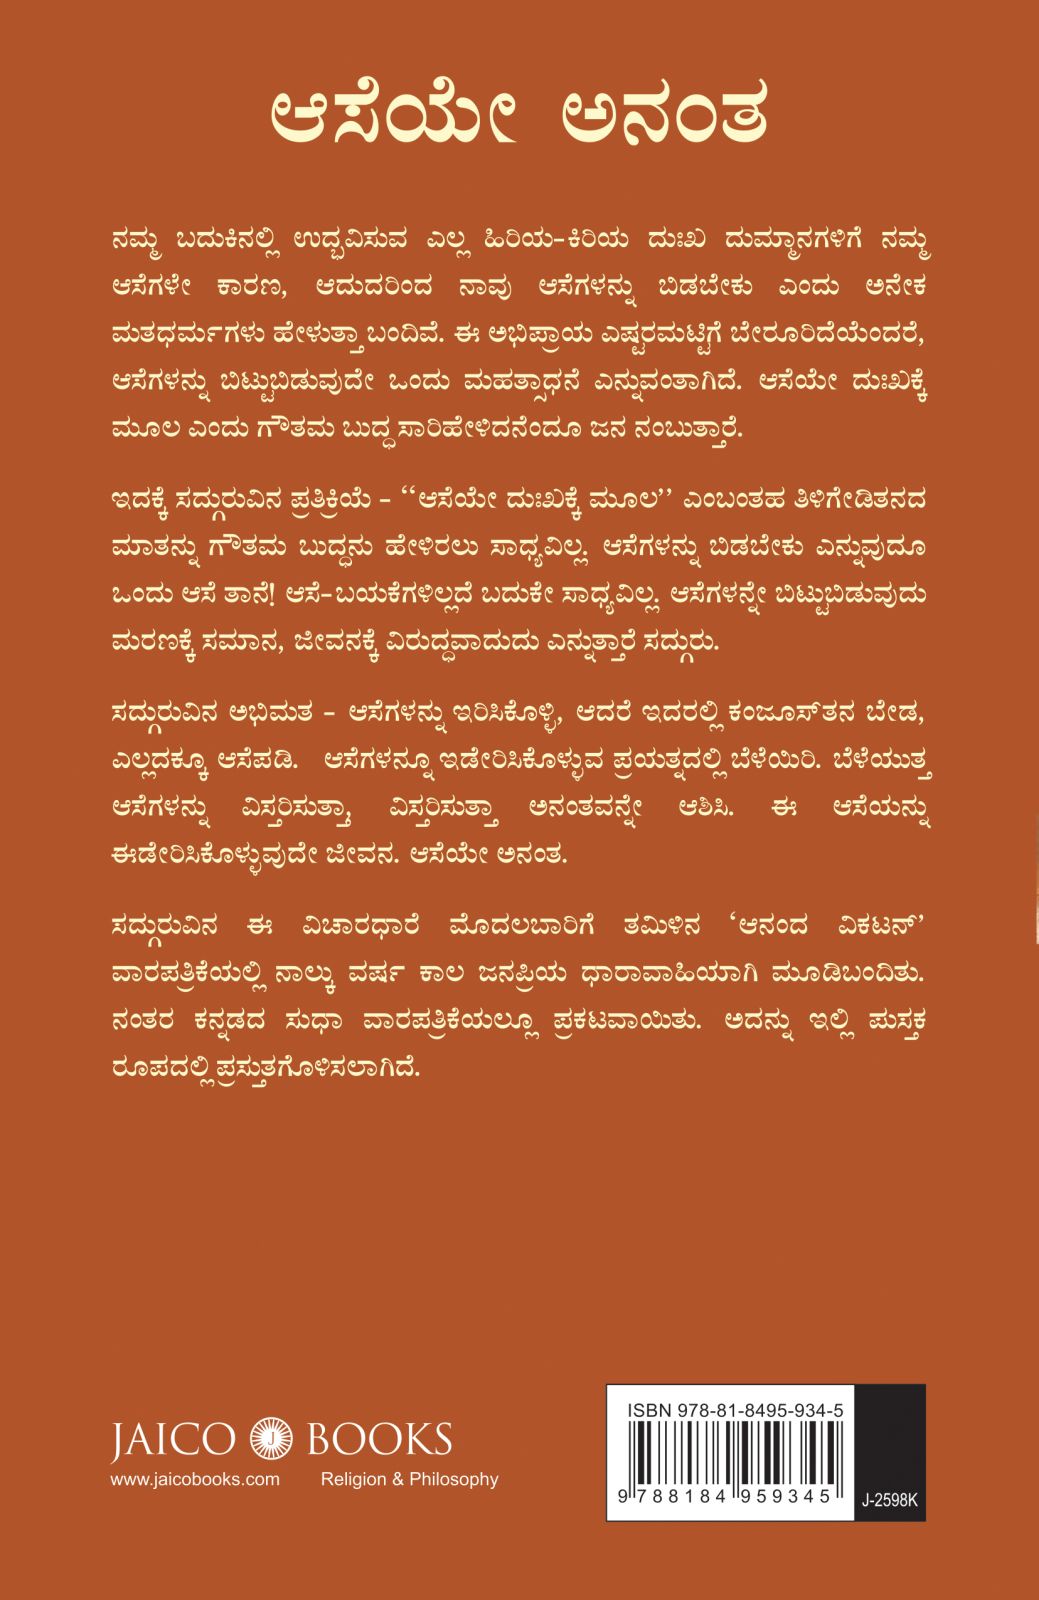 ಆಸೆಯೇ ಅನಂತ
ನಮ್ಮ ಬದುಕಿನಲ್ಲಿ ಉದ್ಭವಿಸುವ ಎಲ್ಲ ಹಿರಿಯ-ಕಿರಿಯ ದುಃಖ ದುಮ್ಮಾನಗಳಿಗೆ ನಮ್ಮ
ಆಸೆಗಳೇ ಕಾರಣ, ಆದುದರಿಂದ ನಾವು ಆಸೆಗಳನ್ನು ಬಿಡಬೇಕು ಎಂದು ಅನೇಕ
ಮತಧರ್ಮಗಳು ಹೇಳುತ್ತಾ ಬಂದಿವೆ. ಈ ಅಭಿಪ್ರಾಯ ಎಷ್ಟರಮಟ್ಟಿಗೆ ಬೇರೂರಿದೆಯೆಂದರೆ,
ಆಸೆಗಳನ್ನು ಬಿಟ್ಟುಬಿಡುವುದೇ ಒಂದು ಮಹತ್ಸಾಧನೆ ಎನ್ನುವಂತಾಗಿದೆ. ಆಸೆಯೇ ದುಃಖಕ್ಕೆ
ಮೂಲ ಎಂದು ಗೌತಮ ಬುದ್ಧ ಸಾರಿಹೇಳಿದನೆಂದೂ ಜನ ನಂಬುತ್ತಾರೆ.
ಇದಕ್ಕೆ ಸದ್ಗುರುವಿನ ಪ್ರತಿಕ್ರಿಯೆ - “ಆಸೆಯೇ ದುಃಖಕ್ಕೆ ಮೂಲ” ಎಂಬಂತಹ ತಿಳಿಗೇಡಿತನದ
ಮಾತನ್ನು ಗೌತಮ ಬುದ್ಧನು ಹೇಳಿರಲು ಸಾಧ್ಯವಿಲ್ಲ. ಆಸೆಗಳನ್ನು ಬಿಡಬೇಕು ಎನ್ನುವುದೂ
ಒಂದು ಆಸೆ ತಾನೆ! ಆಸೆ-ಬಯಕೆಗಳಿಲ್ಲದೆ ಬದುಕೇ ಸಾಧ್ಯವಿಲ್ಲ. ಆಸೆಗಳನ್ನೇ ಬಿಟ್ಟುಬಿಡುವುದು
ಮರಣಕ್ಕೆ ಸಮಾನ, ಜೀವನಕ್ಕೆ ವಿರುದ್ಧವಾದುದು ಎನ್ನುತ್ತಾರೆ ಸದ್ಗುರು.
ಸದ್ಗುರುವಿನ ಅಭಿಮತ - ಆಸೆಗಳನ್ನು ಇರಿಸಿಕೊಳ್ಳಿ, ಆದರೆ ಇದರಲ್ಲಿ ಕಂಜೂಸ್‌ತನ ಬೇಡ,
ಎಲ್ಲದಕ್ಕೂ ಆಸೆಪಡಿ. ಆಸೆಗಳನ್ನೂ ಇಡೇರಿಸಿಕೊಳ್ಳುವ ಪ್ರಯತ್ನದಲ್ಲಿ ಬೆಳೆಯಿರಿ. ಬೆಳೆಯುತ್ತ
ಆಸೆಗಳನ್ನು ವಿಸ್ತರಿಸುತ್ತಾ, ವಿಸ್ತರಿಸುತ್ತಾ ಅನಂತವನ್ನೇ ಆಶಿಸಿ. ಈ ಆಸೆಯನ್ನು
ಈಡೇರಿಸಿಕೊಳ್ಳುವುದೇ ಜೀವನ. ಆಸೆಯೇ ಅನಂತ.
ಸದ್ಗುರುವಿನ ಈ ವಿಚಾರಧಾರೆ ಮೊದಲಬಾರಿಗೆ ತಮಿಳಿನ ‘ಆನಂದ ವಿಕಟನ್’
ವಾರಪತ್ರಿಕೆಯಲ್ಲಿ ನಾಲ್ಕು ವರ್ಷ ಕಾಲ ಜನಪ್ರಿಯ ಧಾರಾವಾಹಿಯಾಗಿ ಮೂಡಿಬಂದಿತು.
ನಂತರ ಕನ್ನಡದ ಸುಧಾ ವಾರಪತ್ರಿಕೆಯಲ್ಲೂ ಪ್ರಕಟವಾಯಿತು. ಅದನ್ನು ಇಲ್ಲಿ ಪುಸ್ತಕ
ರೂಪದಲ್ಲಿ ಪ್ರಸ್ತುತಗೊಳಿಸಲಾಗಿದೆ.
JAICO J BOOKS
www.jaicobooks.com Religion & Philosophy
ISBN 978-81-8495-934-5
9 788184 959345
J-2598K